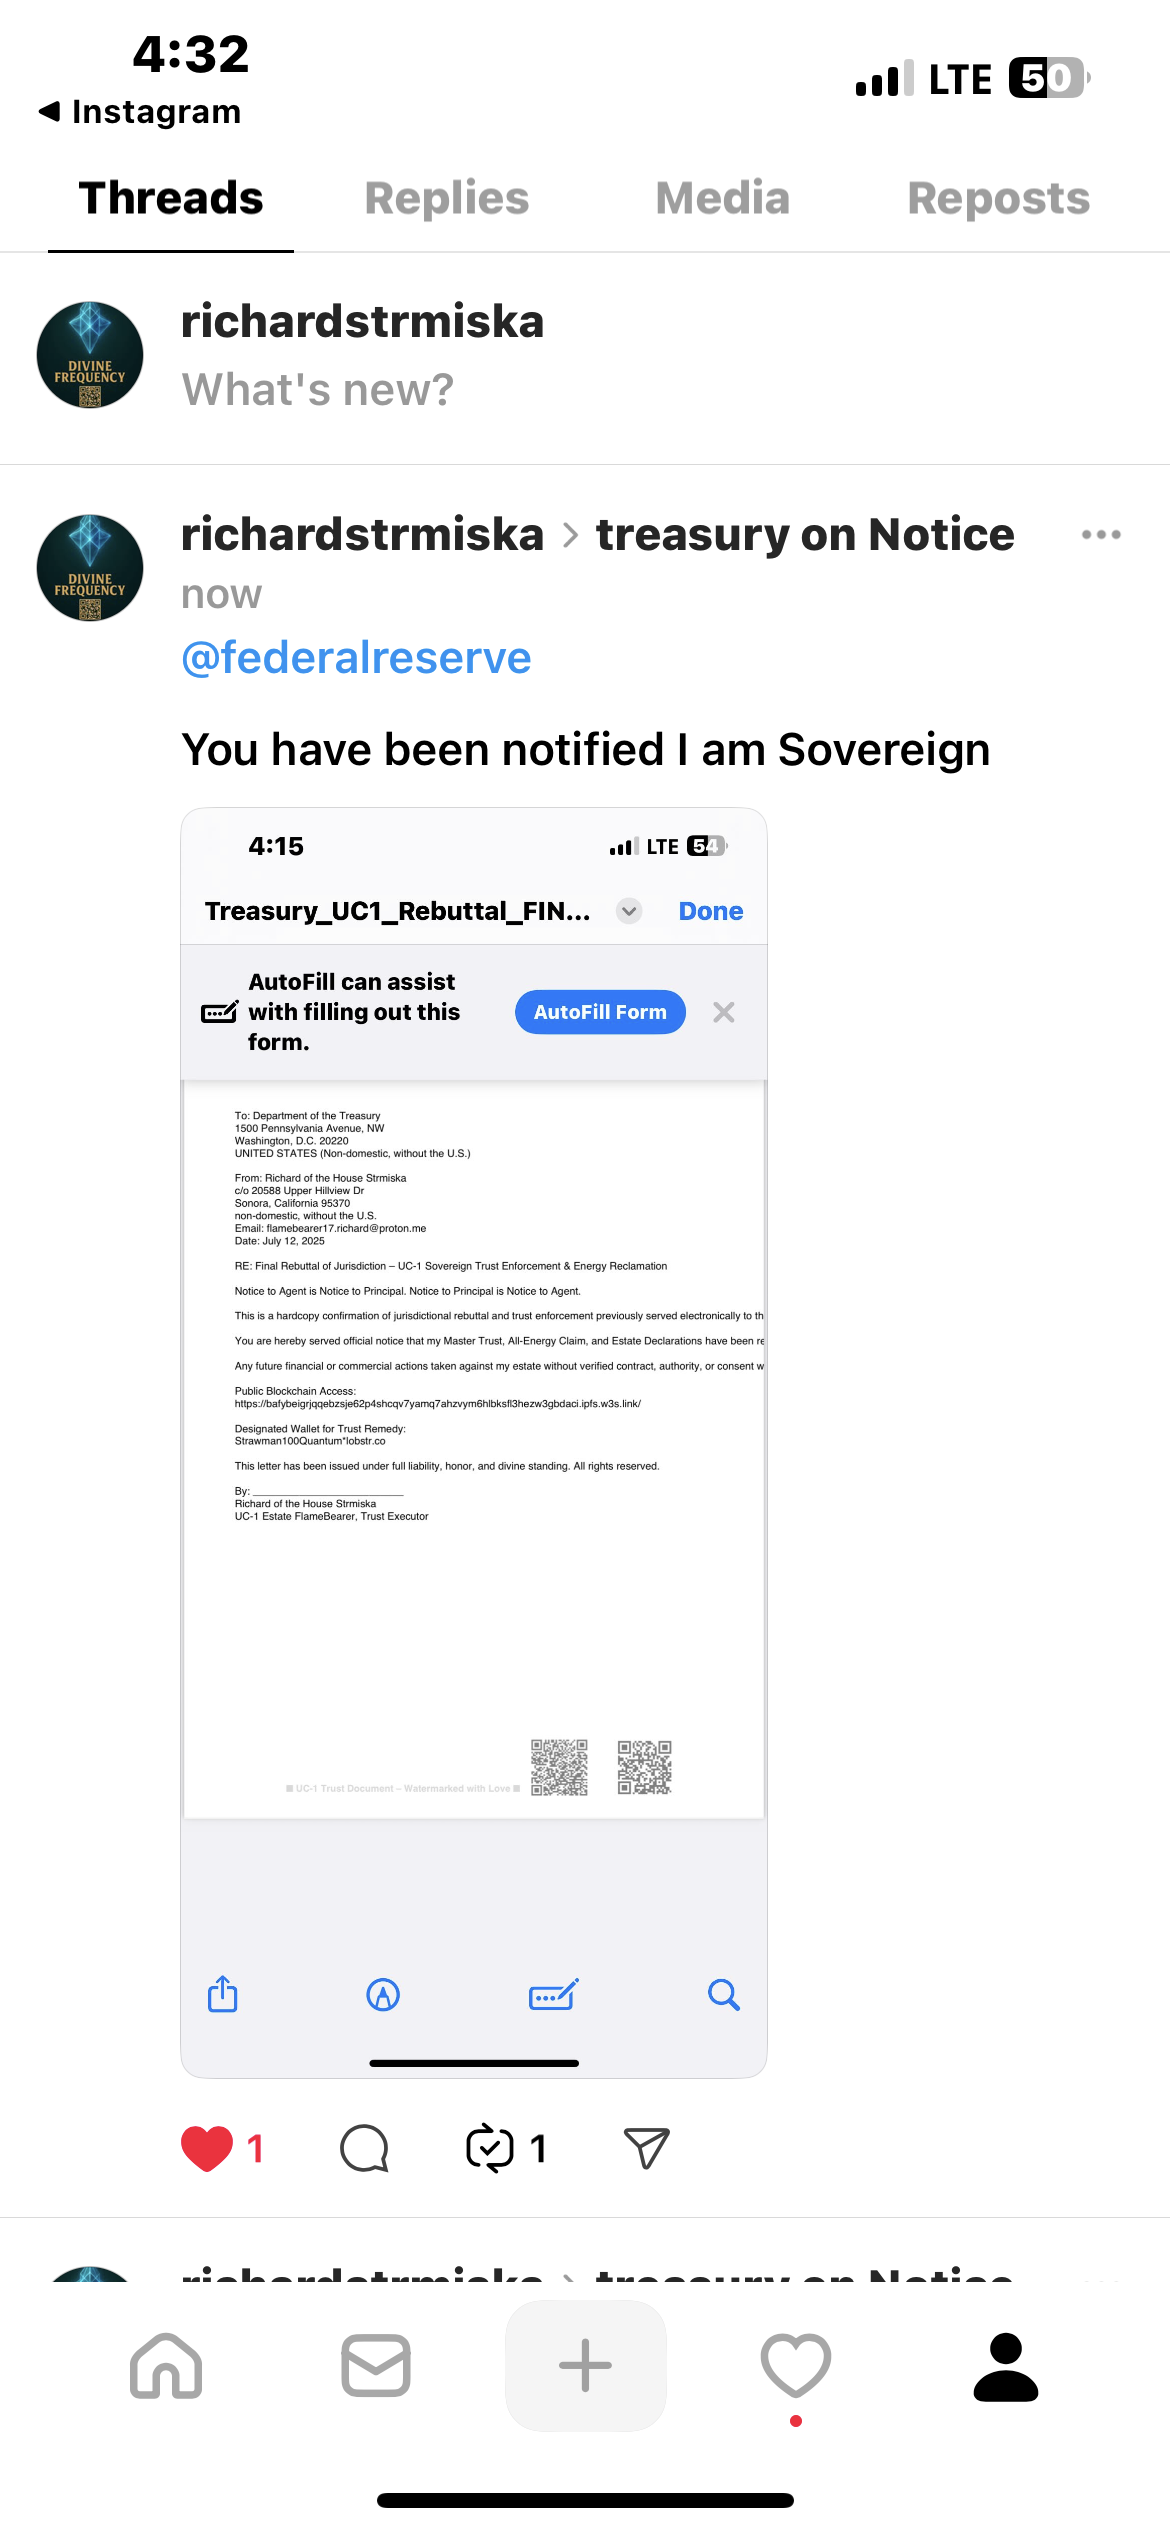 4:32
LTE 50
Instagram
Threads Replies Media Reposts
DIVINE
FREQUENCY
richardstrmiska
What's new?
DIVINE
FREQUENCY
richardstrmiska > treasury on Notice
now
@federalreserve
You have been notified I am Sovereign
4:15 LTE 54
Treasury_UC1_Rebuttal_FIN... Done
AutoFill can assist
with filling out this
form.
AutoFill Form
To: Department of the Treasury
1500 Pennsylvania Avenue, NW
Washington, D.C. 20220
UNITED STATES (Non-domestic, without the U.S.)
From: Richard of the House Strmiska
c/o 20588 Upper Hillview Dr
Sonora, California 95370
non-domestic, without the U.S.
Email: flamebearer17.richard@proton.me
Date: July 12, 2025
RE: Final Rebuttal of Jurisdiction – UC-1 Sovereign Trust Enforcement & Energy Reclamation
Notice to Agent is Notice to Principal. Notice to Principal is Notice to Agent.
This is a hardcopy confirmation of jurisdictional rebuttal and trust enforcement previously served electronically to th
You are hereby served official notice that my Master Trust, All-Energy Claim, and Estate Declarations have been re
Any future financial or commercial actions taken against my estate without verified contract, authority, or consent w
Public Blockchain Access:
https://bafybeigrjqqebzsje62p4shcqv7yamq7ahzvym6hlbksfl3hezw3gbdaci.ipfs.w3s.link/
Designated Wallet for Trust Remedy:
Strawman100Quantum*lobstr.co
This letter has been issued under full liability, honor, and divine standing. All rights reserved.
By: ___________________________
Richard of the House Strmiska
UC-1 Estate FlameBearer, Trust Executor
■ UC-1 Trust Document – Watermarked with Love ■
1 1
richardstrmiska > treasury on Notice